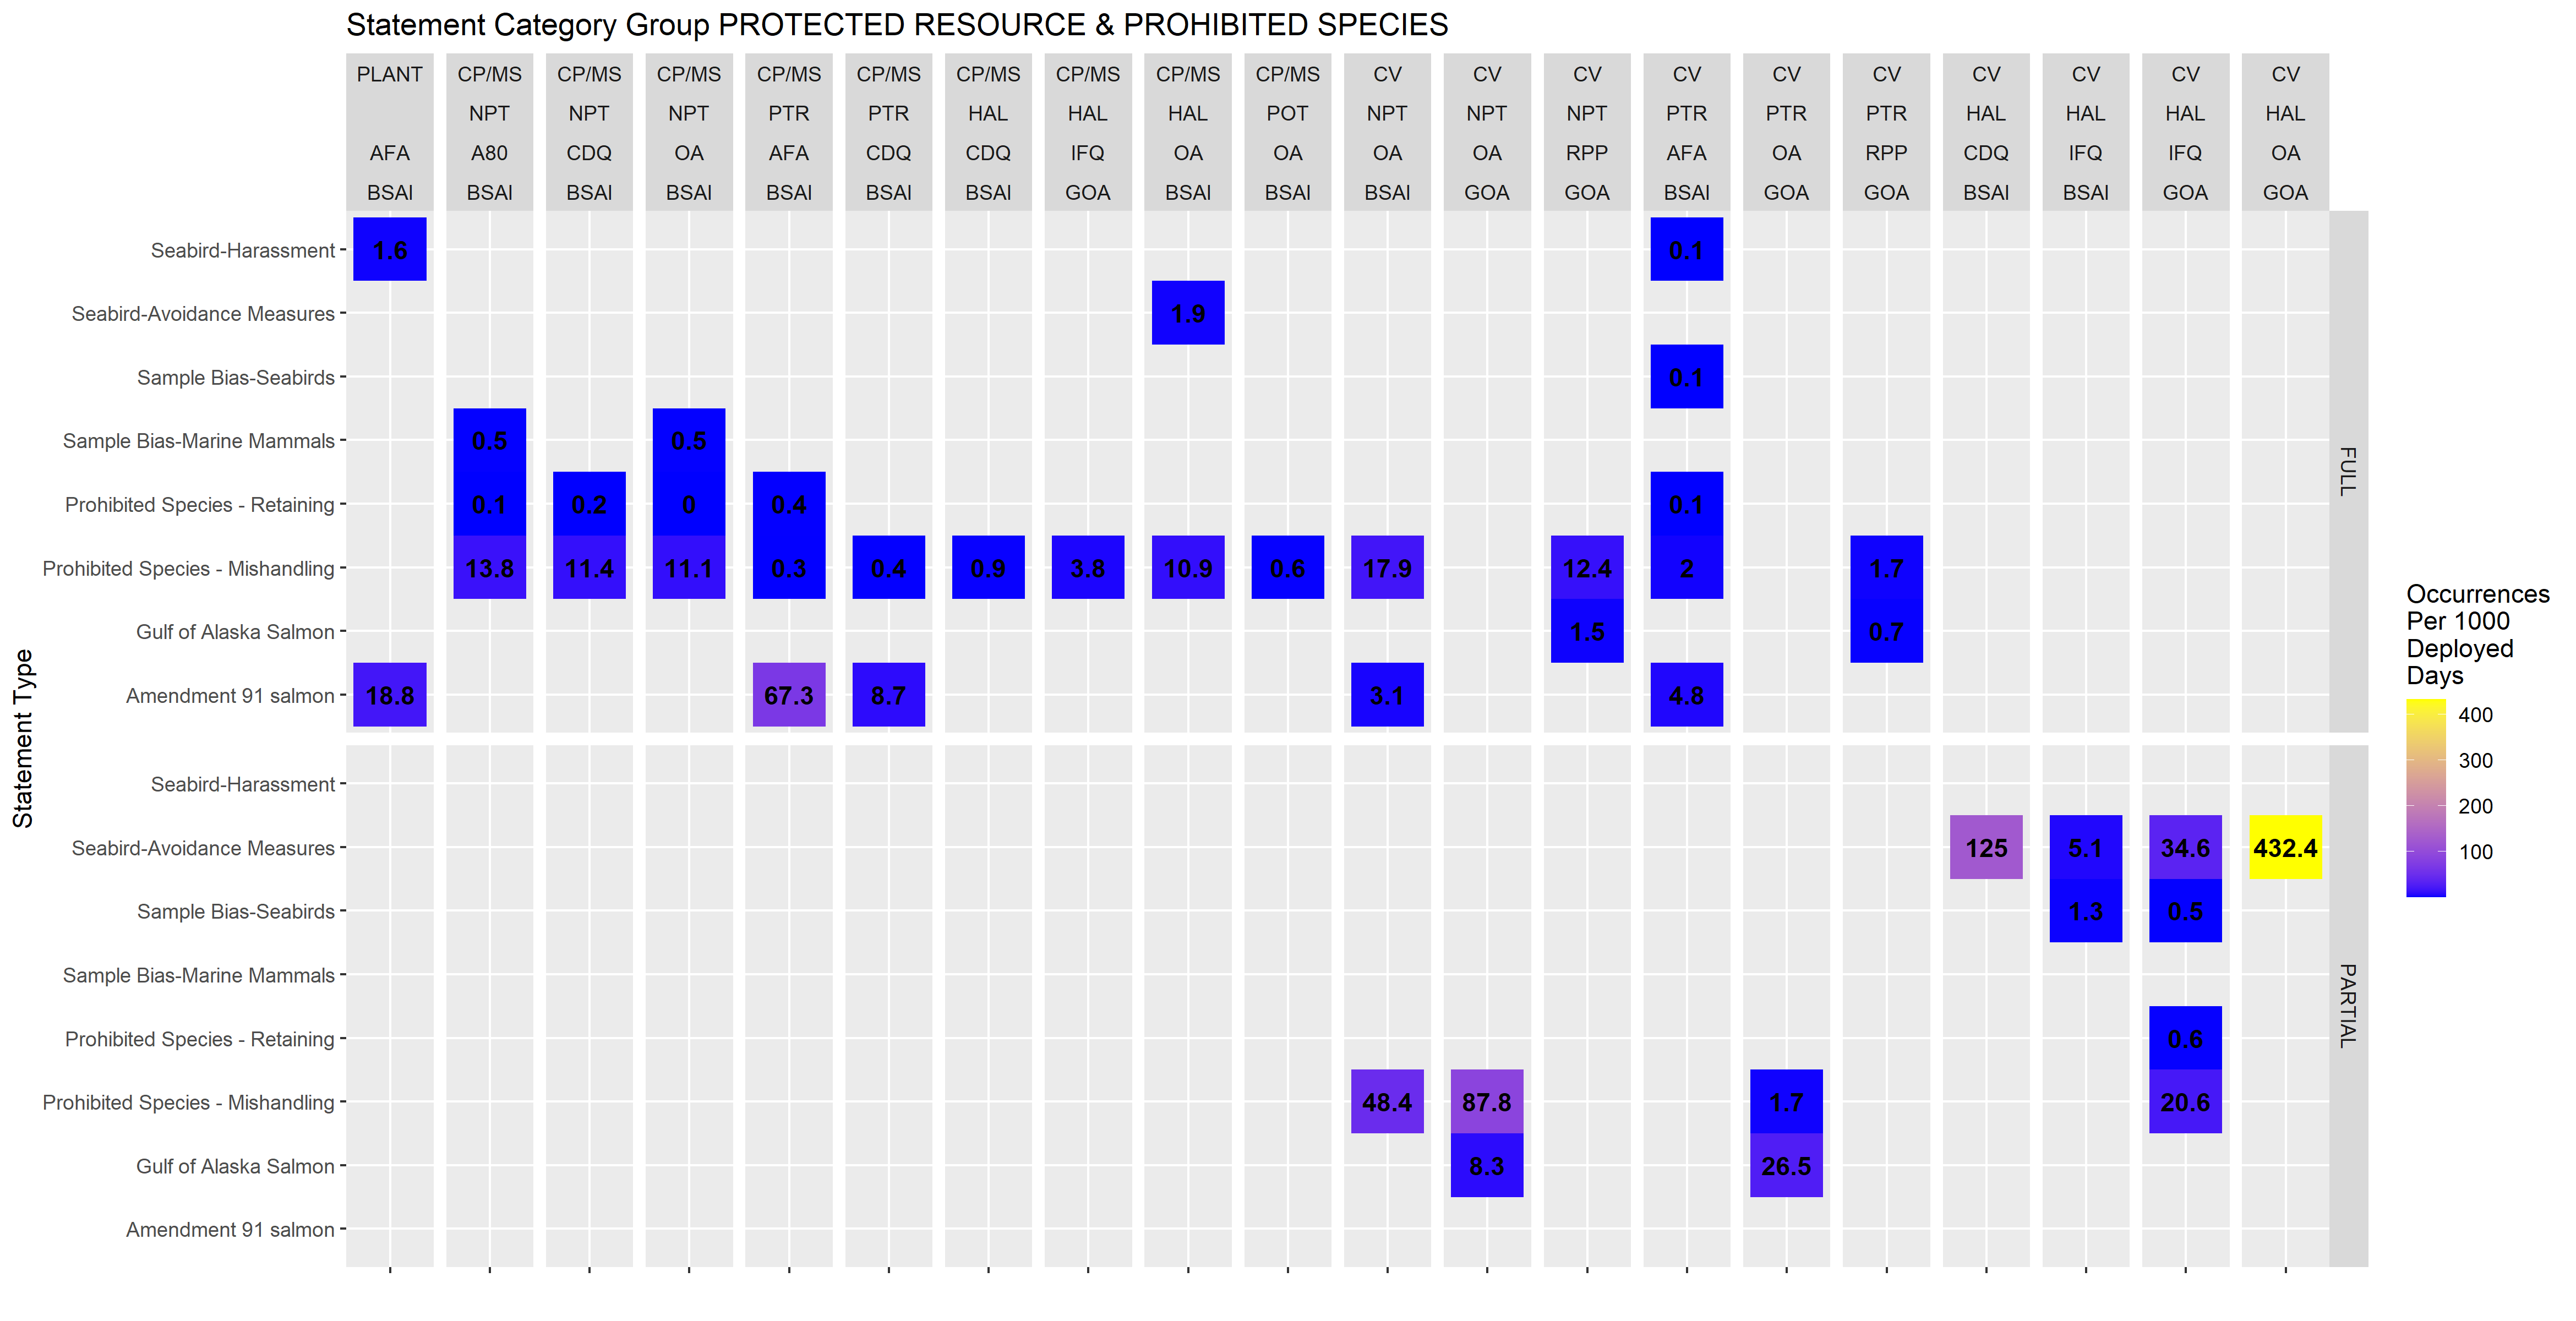 Statement Category Group PROTECTED RESOURCE & PROHIBITED SPECIES
PLANT CP/MS CP/MS CP/MS CP/MS CP/MS CP/MS CP/MS CP/MS CP/MS CV CV CV CV CV CV CV CV CV CV
NPT NPT NPT PTR PTR HAL HAL HAL POT NPT NPT NPT PTR PTR PTR HAL HAL HAL HAL
AFA A80 CDQ OA AFA CDQ CDQ IFQ OA OA OA OA RPP AFA OA RPP CDQ IFQ IFQ OA
BSAI BSAI BSAI BSAI BSAI BSAI BSAI GOA BSAI BSAI BSAI GOA GOA BSAI GOA GOA BSAI BSAI GOA GOA
Seabird-Harassment 1.6 0.1
Seabird-Avoidance Measures 1.9
Sample Bias-Seabirds 0.1
Sample Bias-Marine Mammals 0.5 0.5
Prohibited Species - Retaining 0.1 0.2 0 0.4 0.1
Prohibited Species - Mishandling 13.8 11.4 11.1 0.3 0.4 0.9 3.8 10.9 0.6 17.9 12.4 2 1.7
Gulf of Alaska Salmon 1.5 0.7
Amendment 91 salmon 18.8 67.3 8.7 3.1 4.8
FULL
Seabird-Harassment
Seabird-Avoidance Measures 125 5.1 34.6 432.4
Sample Bias-Seabirds 1.3 0.5
Sample Bias-Marine Mammals
Prohibited Species - Retaining 0.6
Prohibited Species - Mishandling 48.4 87.8 1.7 20.6
Gulf of Alaska Salmon 8.3 26.5
Amendment 91 salmon
PARTIAL
Statement Type
Occurrences
Per 1000
Deployed
Days
400
300
200
100